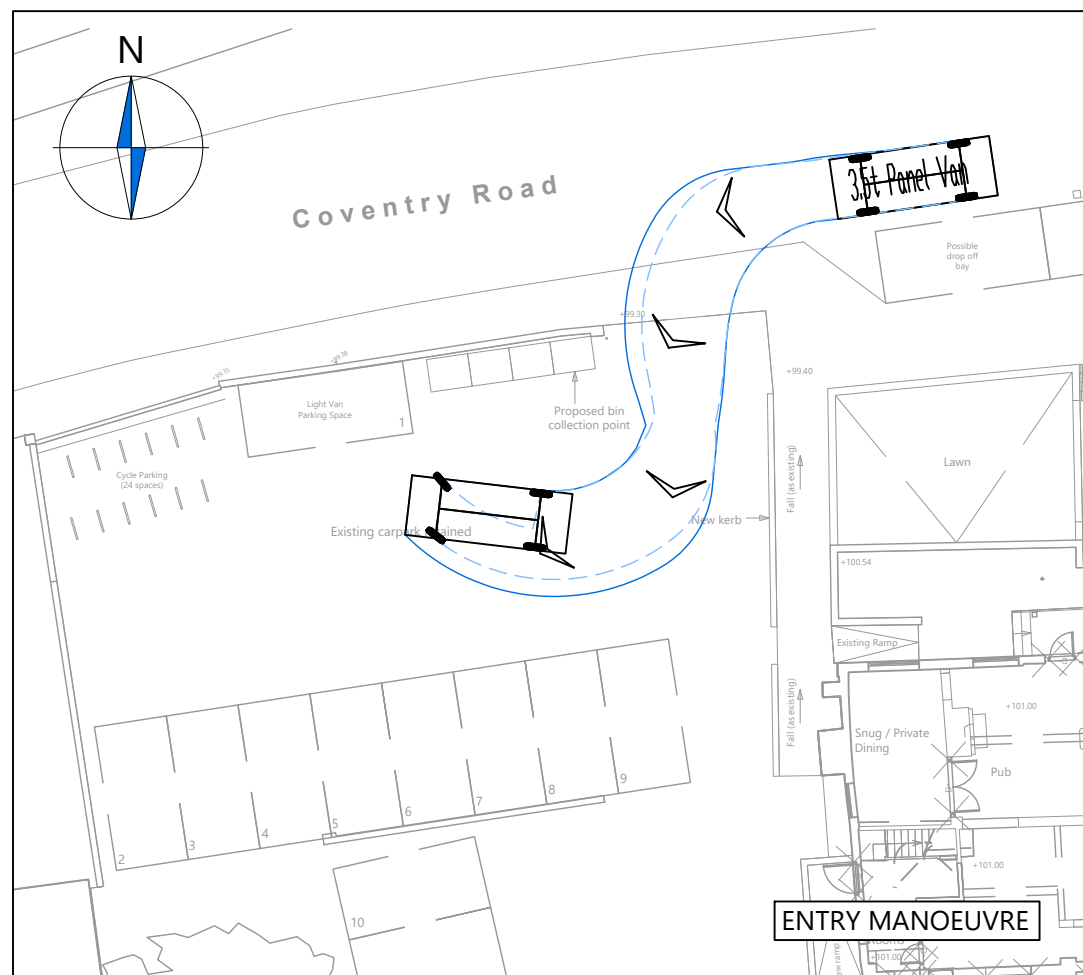 N
Coventry Road
3.5t Panel Van
Possible
drop off
bay
+99.30
+99.38
+99.35
+99.40
Light Van
Parking Space
1
Proposed bin
collection point
Cycle Parking
(24 spaces)
Lawn
Fall (as existing)
New kerb
+100.54
Existing Ramp
Fall (as existing)
+101.00
Snug / Private
Dining
Pub
2
3
4
5
6
7
8
9
10
+101.00
ENTRY MANOEUVRE
+101.00